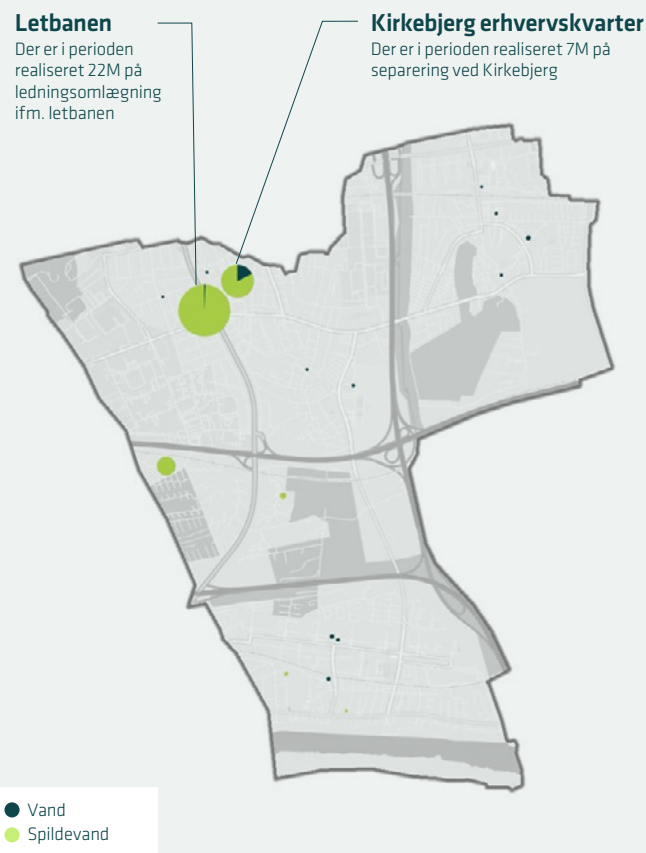 Letbanen
Der er i perioden
realiseret 22M på
ledningsomlægning
ifm. letbanen
Kirkebjerg erhvervskvarter
Der er i perioden realiseret 7M på
separering ved Kirkebjerg
Vand
Spildevand